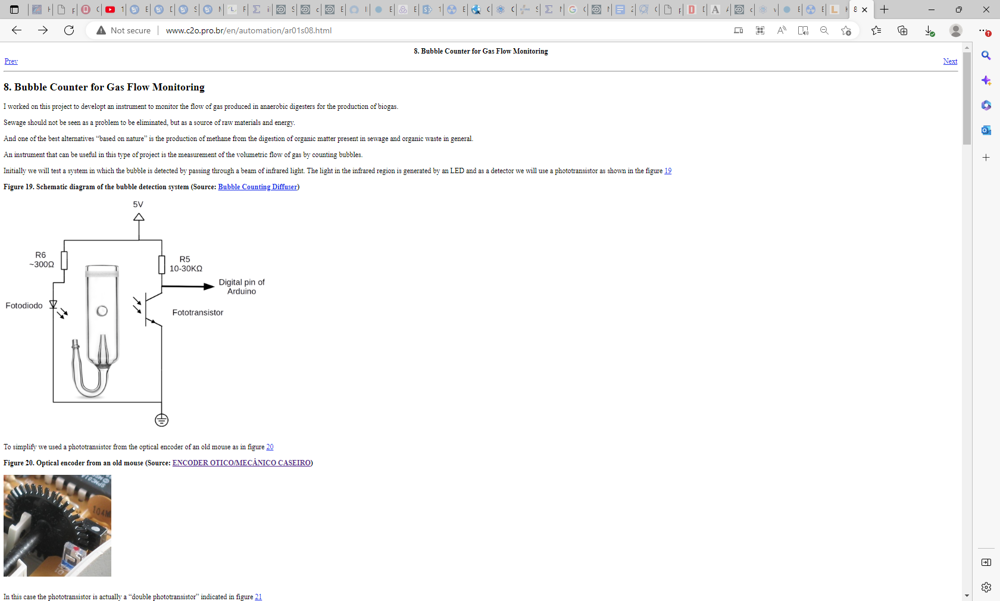 Not secure
www.c2o.pro.br/en/automation/ar01s08.html
8. Bubble Counter for Gas Flow Monitoring
Prev
Next
8. Bubble Counter for Gas Flow Monitoring
I worked on this project to developt an instrument to monitor the flow of gas produced in anaerobic digesters for the production of biogas.
Sewage should not be seen as a problem to be eliminated, but as a source of raw materials and energy.
And one of the best alternatives “based on nature” is the production of methane from the digestion of organic matter present in sewage and organic waste in general.
An instrument that can be useful in this type of project is the measurement of the volumetric flow of gas by counting bubbles.
Initially we will test a system in which the bubble is detected by passing through a beam of infrared light. The light in the infrared region is generated by an LED and as a detector we will use a phototransistor as shown in the figure 19
Figure 19. Schematic diagram of the bubble detection system (Source: Bubble Counting Diffuser)
5V
R6
~300Ω
R5
10-30KΩ
Digital pin of
Arduino
Fotodiodo
Fototransistor
To simplify we used a phototransistor from the optical encoder of an old mouse as in figure 20
Figure 20. Optical encoder from an old mouse (Source: ENCODER OTICO/MECÂNICO CASEIRO)
104M
In this case the phototransistor is actually a “double phototransistor” indicated in figure 21